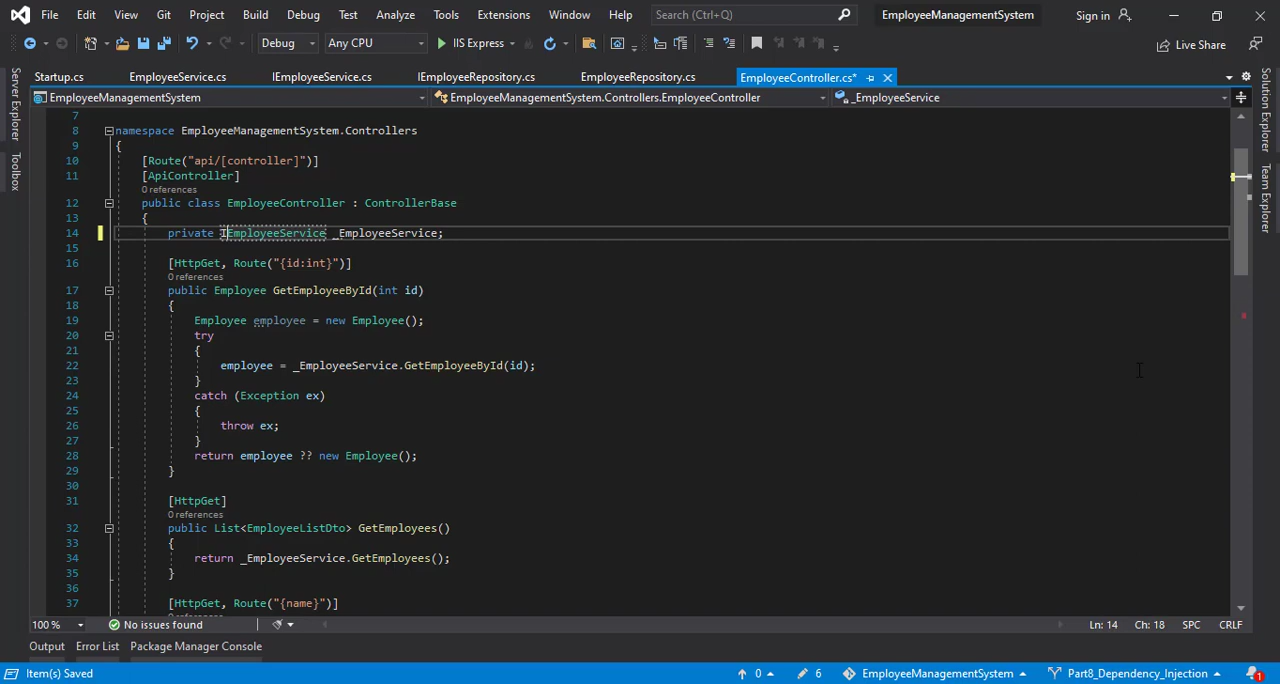 File Edit View Git Project Build Debug Test Analyze Tools Extensions Window Help Search (Ctrl+Q) EmployeeManagementSystem Sign in
Debug Any CPU IIS Express Live Share
Startup.cs EmployeeService.cs IEmployeeService.cs IEmployeeRepository.cs EmployeeRepository.cs EmployeeController.cs*
EmployeeManagementSystem EmployeeManagementSystem.Controllers.EmployeeController _EmployeeService
Server Explorer
Toolbox
Solution Explorer
Team Explorer
7
8 namespace EmployeeManagementSystem.Controllers
9 {
10 [Route("api/[controller]")]
11 [ApiController]
0 references
12 public class EmployeeController : ControllerBase
13 {
14 private IEmployeeService _EmployeeService;
15
16 [HttpGet, Route("{id:int}")]
0 references
17 public Employee GetEmployeeById(int id)
18 {
19 Employee employee = new Employee();
20 try
21 {
22 employee = _EmployeeService.GetEmployeeById(id);
23 }
24 catch (Exception ex)
25 {
26 throw ex;
27 }
28 return employee ?? new Employee();
29 }
30
31 [HttpGet]
0 references
32 public List<EmployeeListDto> GetEmployees()
33 {
34 return _EmployeeService.GetEmployees();
35 }
36
37 [HttpGet, Route("{name}")]
100 % No issues found Ln: 14 Ch: 18 SPC CRLF
Output Error List Package Manager Console
Item(s) Saved 0 6 EmployeeManagementSystem Part8_Dependency_Injection 1